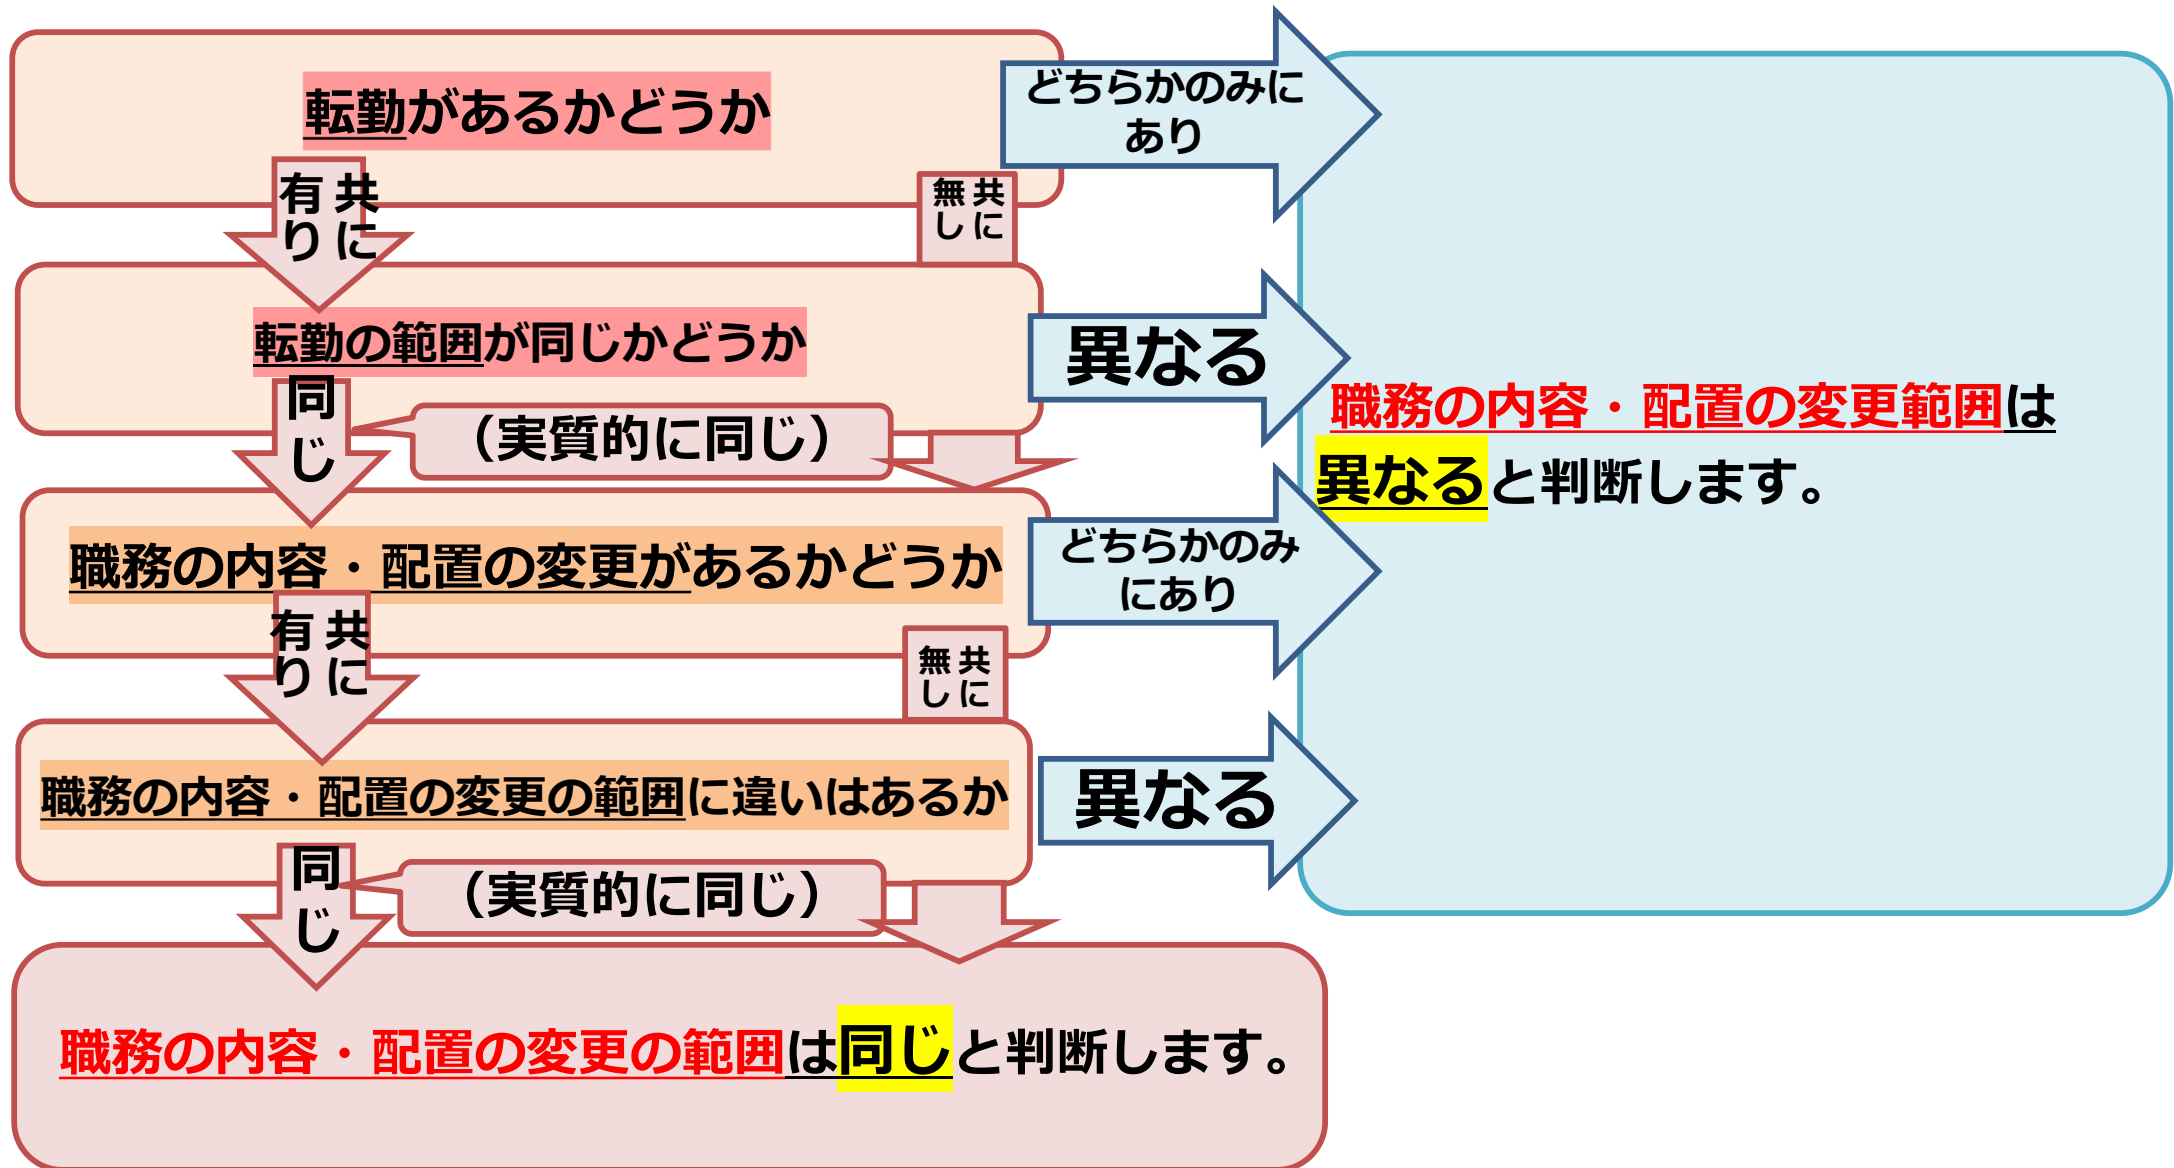 転勤があるかどうか
どちらかのみに
あり
共に
有り
共に
無し
転勤の範囲が同じかどうか
異なる
同じ
（実質的に同じ）
職務の内容・配置の変更範囲は
異なると判断します。
職務の内容・配置の変更があるかどうか
どちらかのみ
にあり
共に
有り
共に
無し
職務の内容・配置の変更の範囲に違いはあるか
異なる
同じ
（実質的に同じ）
職務の内容・配置の変更の範囲は同じと判断します。